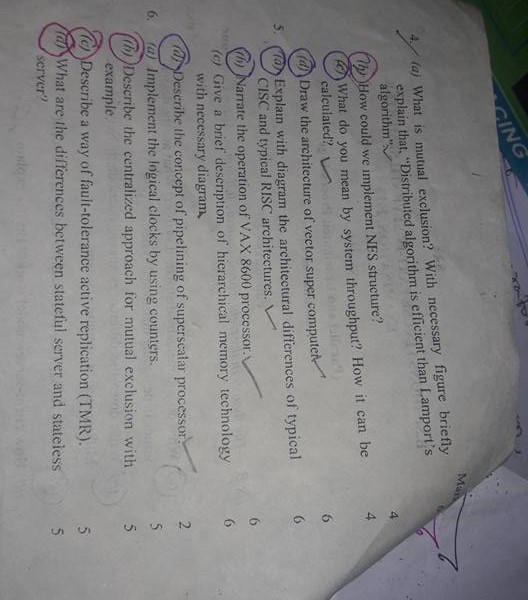 AGING
Ma
4. (a) What is mutual exclusion? With necessary figure briefly
explain that, "Distributed algorithm is efficient than Lamport's
algorithm". 4
(b) How could we implement NFS structure? 4
(c) What do you mean by system throughput? How it can be
calculated? 6
(d) Draw the architecture of vector super computer. 6
5. (a) Explain with diagram the architectural differences of typical
CISC and typical RISC architectures. 6
(b) Narrate the operation of VAX 8600 processor. 6
(c) Give a brief description of hierarchical memory technology
with necessary diagram.
(d) Describe the concept of pipelining of superscalar processor. 2
6. (a) Implement the logical clocks by using counters. 5
(b) Describe the centralized approach for mutual exclusion with
example. 5
(c) Describe a way of fault-tolerance active replication (TMR). 5
(d) What are the differences between stateful server and stateless
server? 5